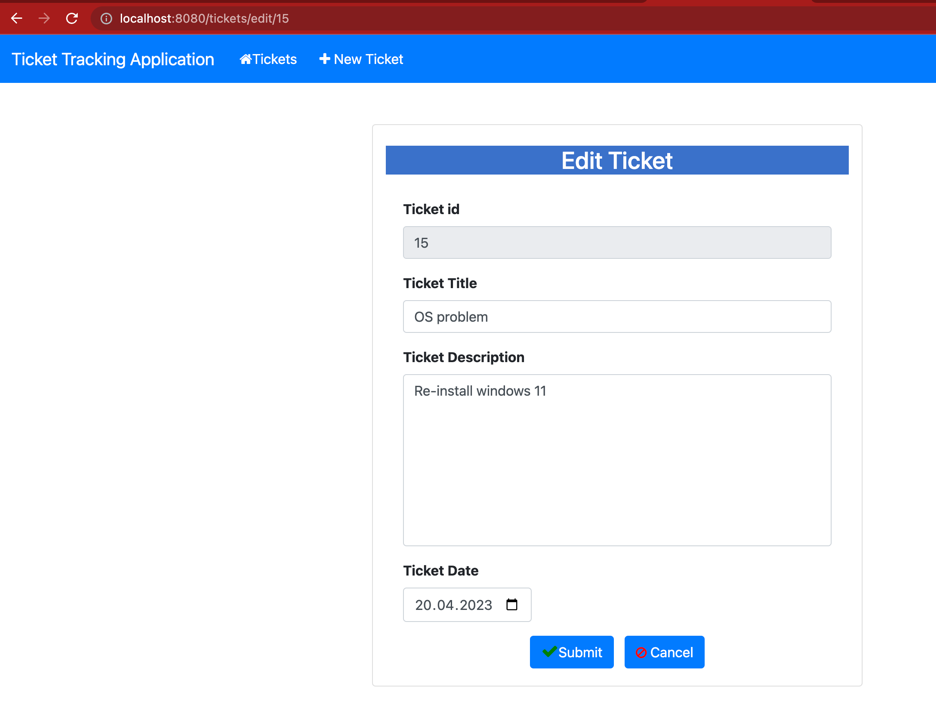 localhost:8080/tickets/edit/15
Ticket Tracking Application Tickets New Ticket
Edit Ticket
Ticket id
15
Ticket Title
OS problem
Ticket Description
Re-install windows 11
Ticket Date
20.04.2023
Submit Cancel